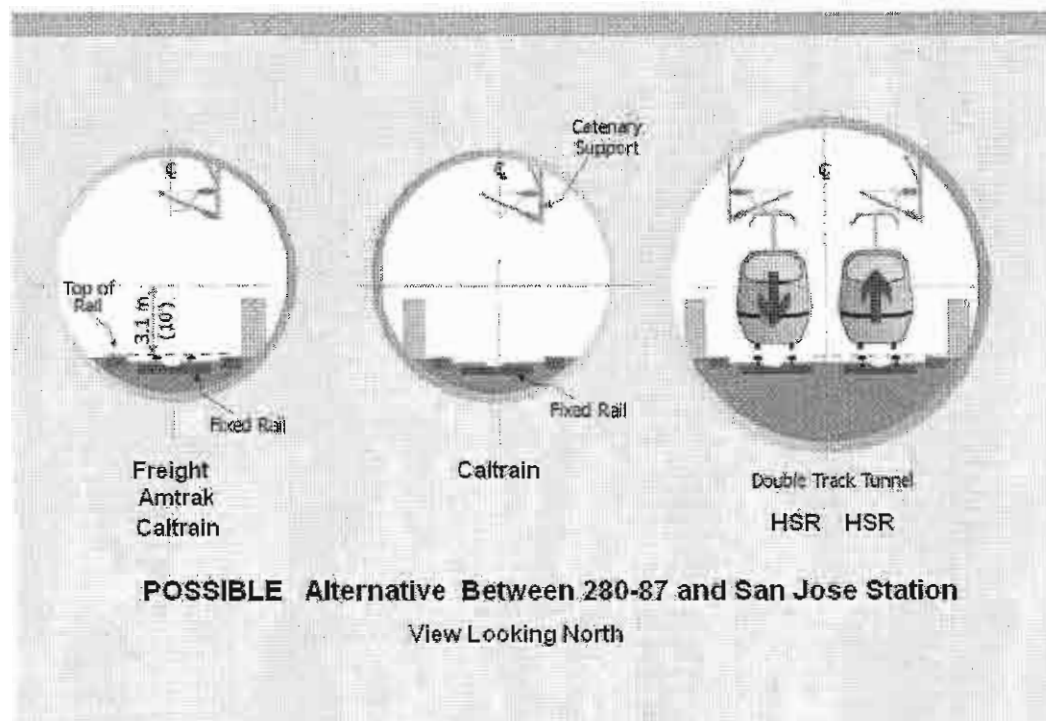 Catenary
Support
℄
℄
℄
Top of
Rail
3.1 m
(10')
Fixed Rail
Fixed Rail
Freight
Amtrak
Caltrain
Caltrain
Double Track Tunnel
HSR HSR
POSSIBLE Alternative Between 280-87 and San Jose Station
View Looking North